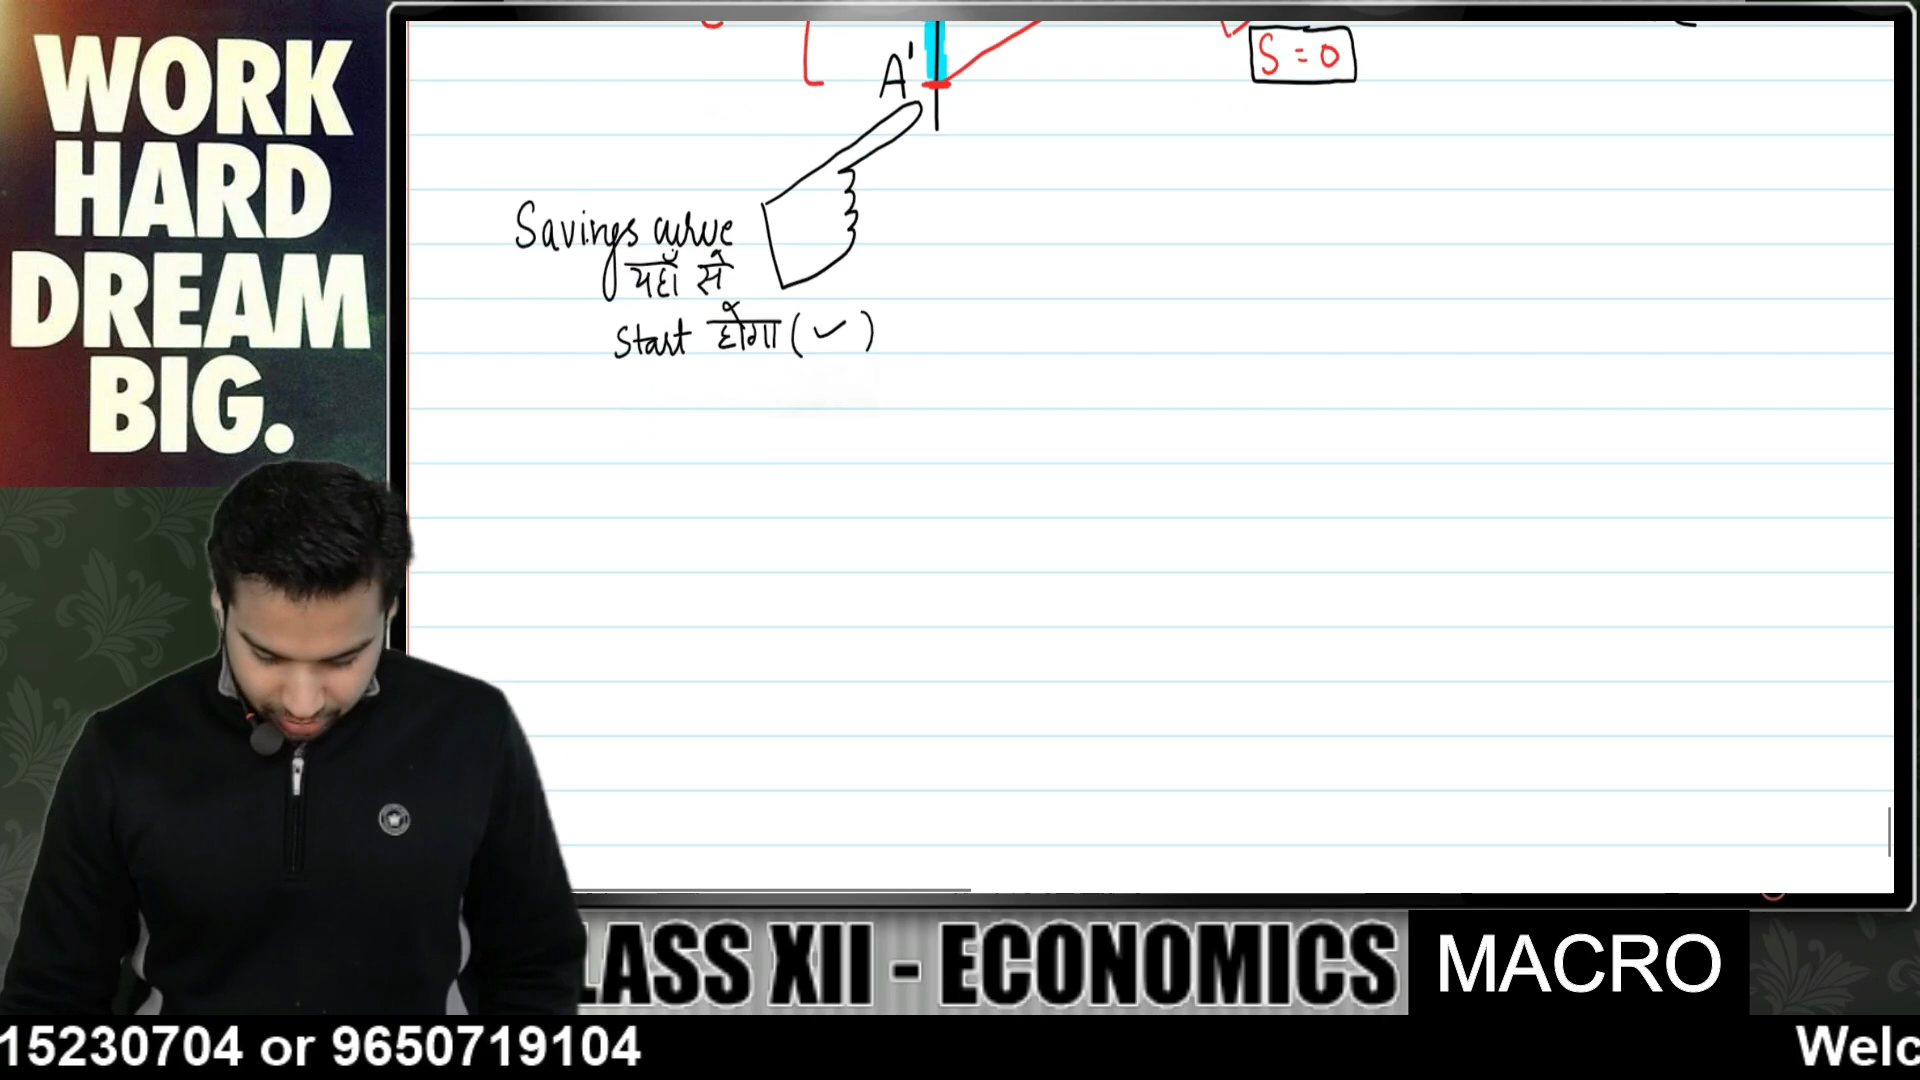 WORK
HARD
DREAM
BIG.
S = 0
A'
Savings curve
यहाँ से
Start होगा (✓)
LASS XII - ECONOMICS
MACRO
15230704 or 9650719104
Welc